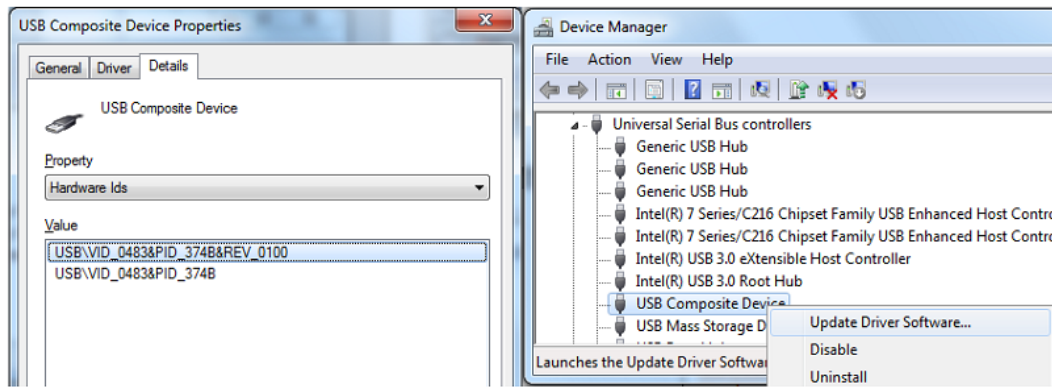 USB Composite Device Properties
General Driver Details
USB Composite Device
Property
Hardware Ids
Value
USB\VID_0483&PID_374B&REV_0100
USB\VID_0483&PID_374B
Device Manager
File Action View Help
Universal Serial Bus controllers
Generic USB Hub
Generic USB Hub
Generic USB Hub
Intel(R) 7 Series/C216 Chipset Family USB Enhanced Host Contro
Intel(R) 7 Series/C216 Chipset Family USB Enhanced Host Contro
Intel(R) USB 3.0 eXtensible Host Controller
Intel(R) USB 3.0 Root Hub
USB Composite Device
USB Mass Storage D
Launches the Update Driver Softwa
Update Driver Software...
Disable
Uninstall